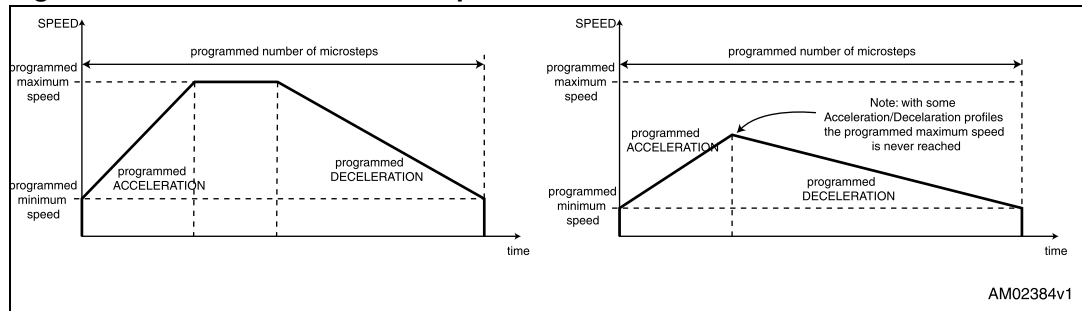 SPEED
programmed number of microsteps
programmed
maximum
speed
programmed
ACCELERATION
programmed
DECELERATION
programmed
minimum
speed
time
SPEED
programmed number of microsteps
programmed
maximum
speed
Note: with some
Acceleration/Decelaration profiles
the programmed maximum speed
is never reached
programmed
ACCELERATION
programmed
DECELERATION
programmed
minimum
speed
time
AM02384v1